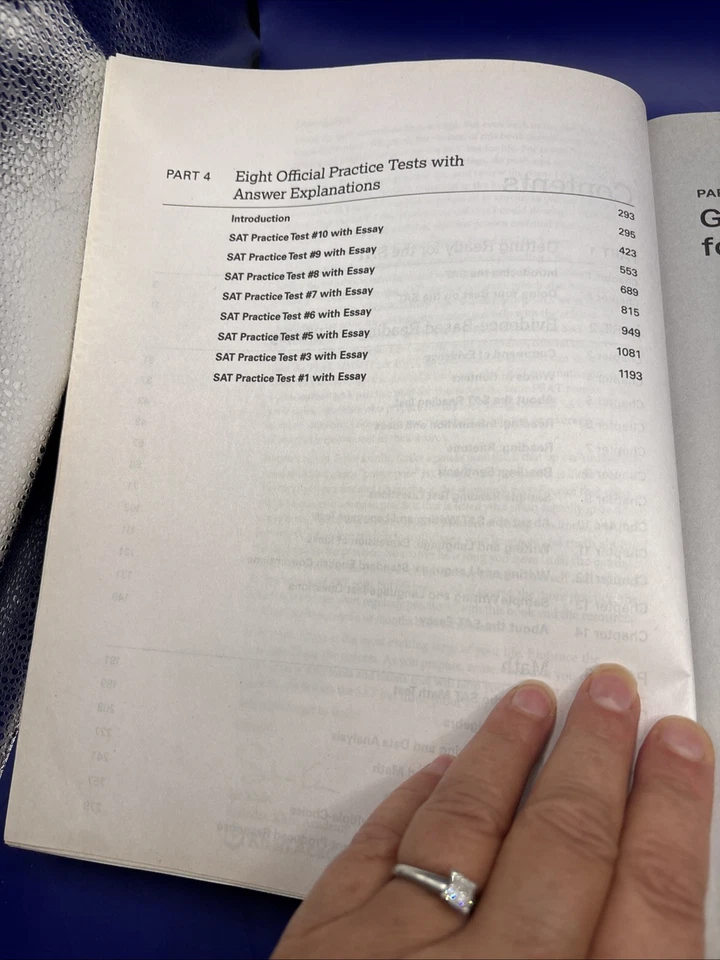 PART 4 Eight Official Practice Tests with
Answer Explanations
Introduction 293
SAT Practice Test #10 with Essay 295
SAT Practice Test #9 with Essay 423
SAT Practice Test #8 with Essay 553
SAT Practice Test #7 with Essay 689
SAT Practice Test #6 with Essay 815
SAT Practice Test #5 with Essay 949
SAT Practice Test #3 with Essay 1081
SAT Practice Test #1 with Essay 1193